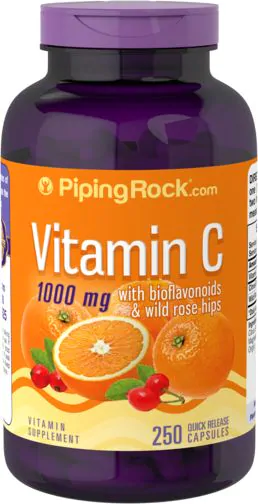 PipingRock.com
Vitamin C
1000 mg with bioflavonoids
& wild rose hips
VITAMIN
SUPPLEMENT
250 QUICK RELEASE
CAPSULES